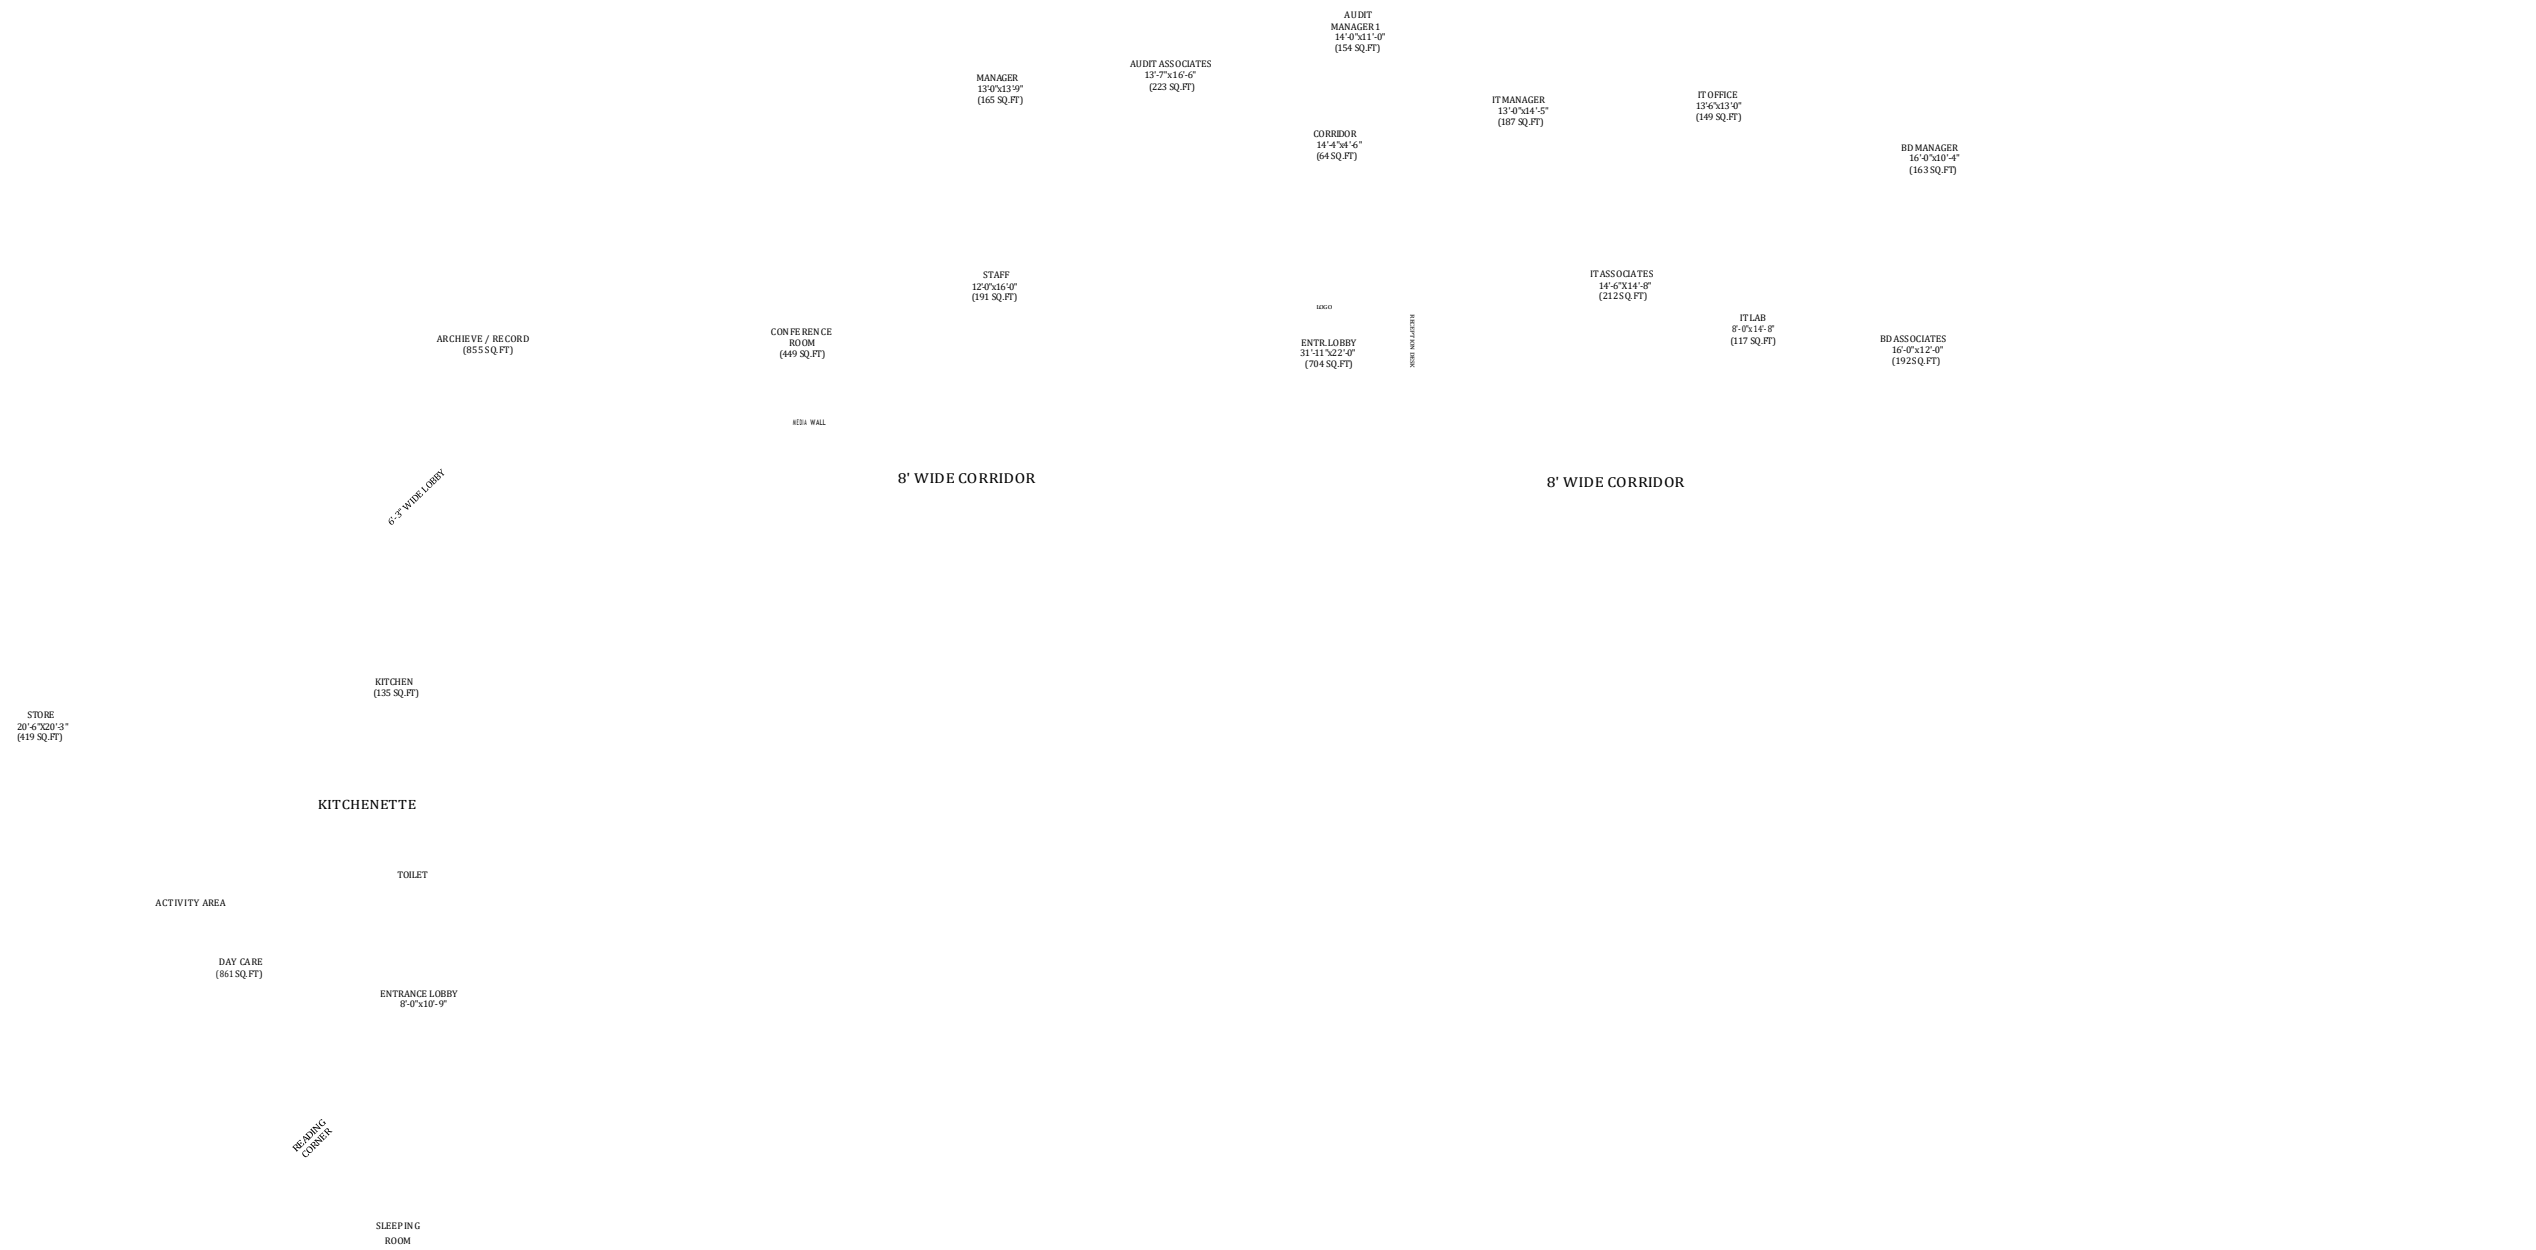 AUDIT
MANAGER 1
14'-0"x11'-0"
(154 SQ.FT)
AUDIT ASSOCIATES
13'-7"x16'-6"
(223 SQ.FT)
MANAGER
13'-0"x13'-9"
(165 SQ.FT)
IT MANAGER
13'-0"x14'-5"
(187 SQ.FT)
IT OFFICE
13'-6"x13'-0"
(149 SQ.FT)
CORRIDOR
14'-4"x4'-6"
(64 SQ.FT)
BD MANAGER
16'-0"x10'-4"
(163 SQ.FT)
STAFF
12'-0"x16'-0"
(191 SQ.FT)
IT ASSOCIATES
14'-6"X14'-8"
(212 SQ.FT)
LOGO
RECEPTION DESK
IT LAB
8'-0"x14'-8"
(117 SQ.FT)
ARCHIEVE / RECORD
(855 SQ.FT)
CONFERENCE
ROOM
(449 SQ.FT)
ENTR.LOBBY
31'-11"x22'-0"
(704 SQ.FT)
BD ASSOCIATES
16'-0"x12'-0"
(192 SQ.FT)
MEDIA WALL
8' WIDE CORRIDOR
8' WIDE CORRIDOR
6'-3" WIDE LOBBY
KITCHEN
(135 SQ.FT)
STORE
20'-6"X20'-3"
(419 SQ.FT)
KITCHENETTE
TOILET
ACTIVITY AREA
DAY CARE
(861 SQ.FT)
ENTRANCE LOBBY
8'-0"x10'-9"
READING
CORNER
SLEEPING
ROOM